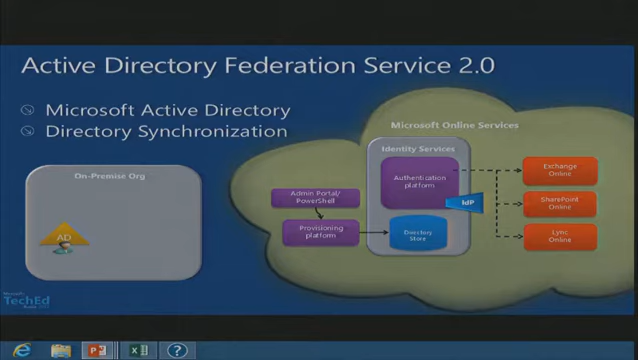 Active Directory Federation Service 2.0
Microsoft Active Directory
Directory Synchronization
Microsoft Online Services
On-Premise Org
Identity Services
Authentication
platform
Exchange
Online
Admin Portal/
PowerShell
IdP
SharePoint
Online
Provisioning
platform
Directory
Store
Lync
Online
AD
Microsoft
TechEd